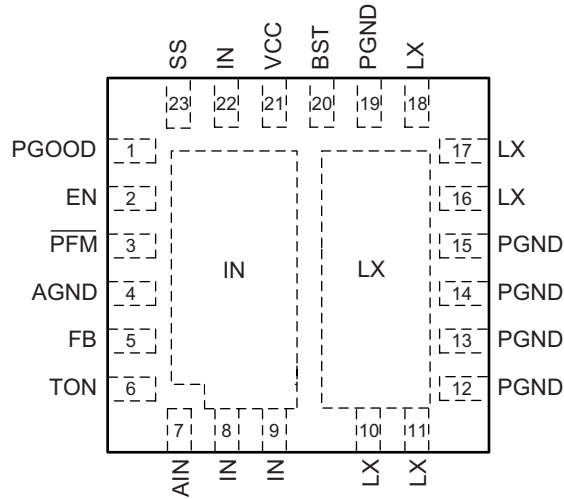 SS IN VCC BST PGND LX
23 22 21 20 19 18
PGOOD 1 17 LX
EN 2 16 LX
P̅F̅M̅ 3 15 PGND
IN LX
AGND 4 14 PGND
FB 5 13 PGND
TON 6 12 PGND
7 8 9 10 11
AIN IN IN LX LX